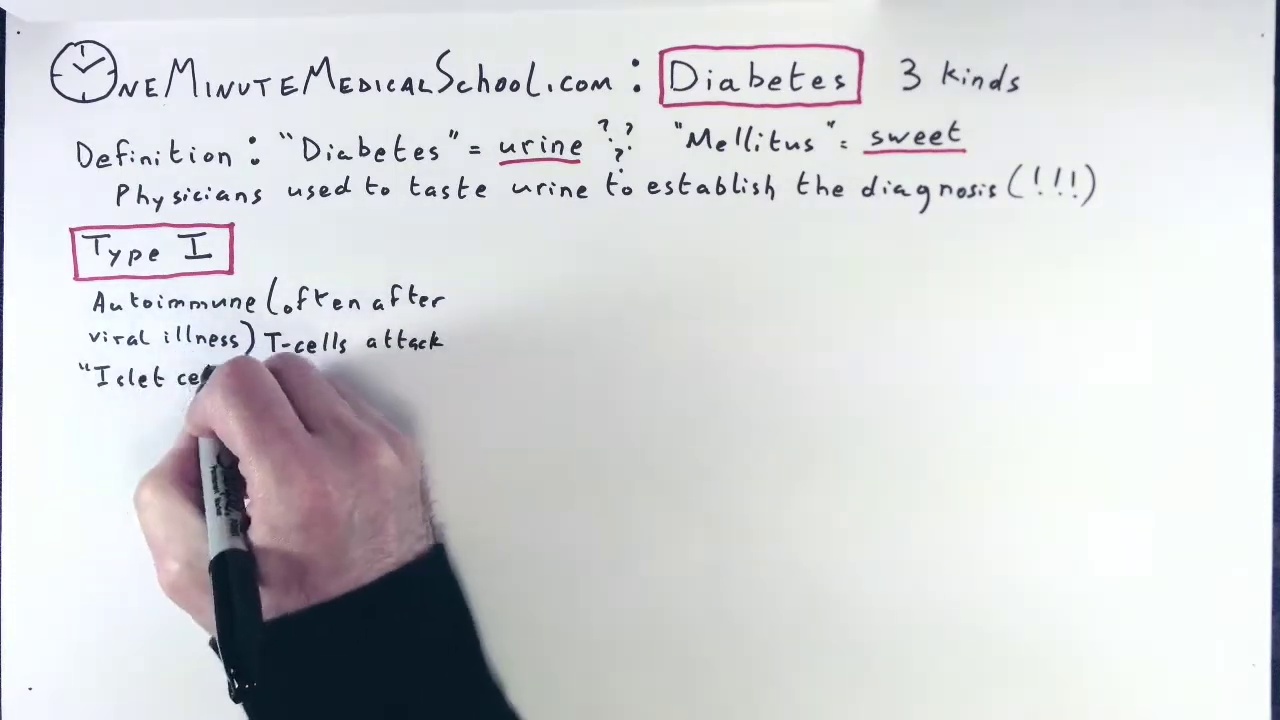 OneMinuteMedicalSchool.com : Diabetes 3 kinds
Definition : "Diabetes" = urine ? ? ? "Mellitus" = sweet
Physicians used to taste urine to establish the diagnosis (!!!)
Type I
Autoimmune (often after
viral illness) T-cells attack
"Islet ce